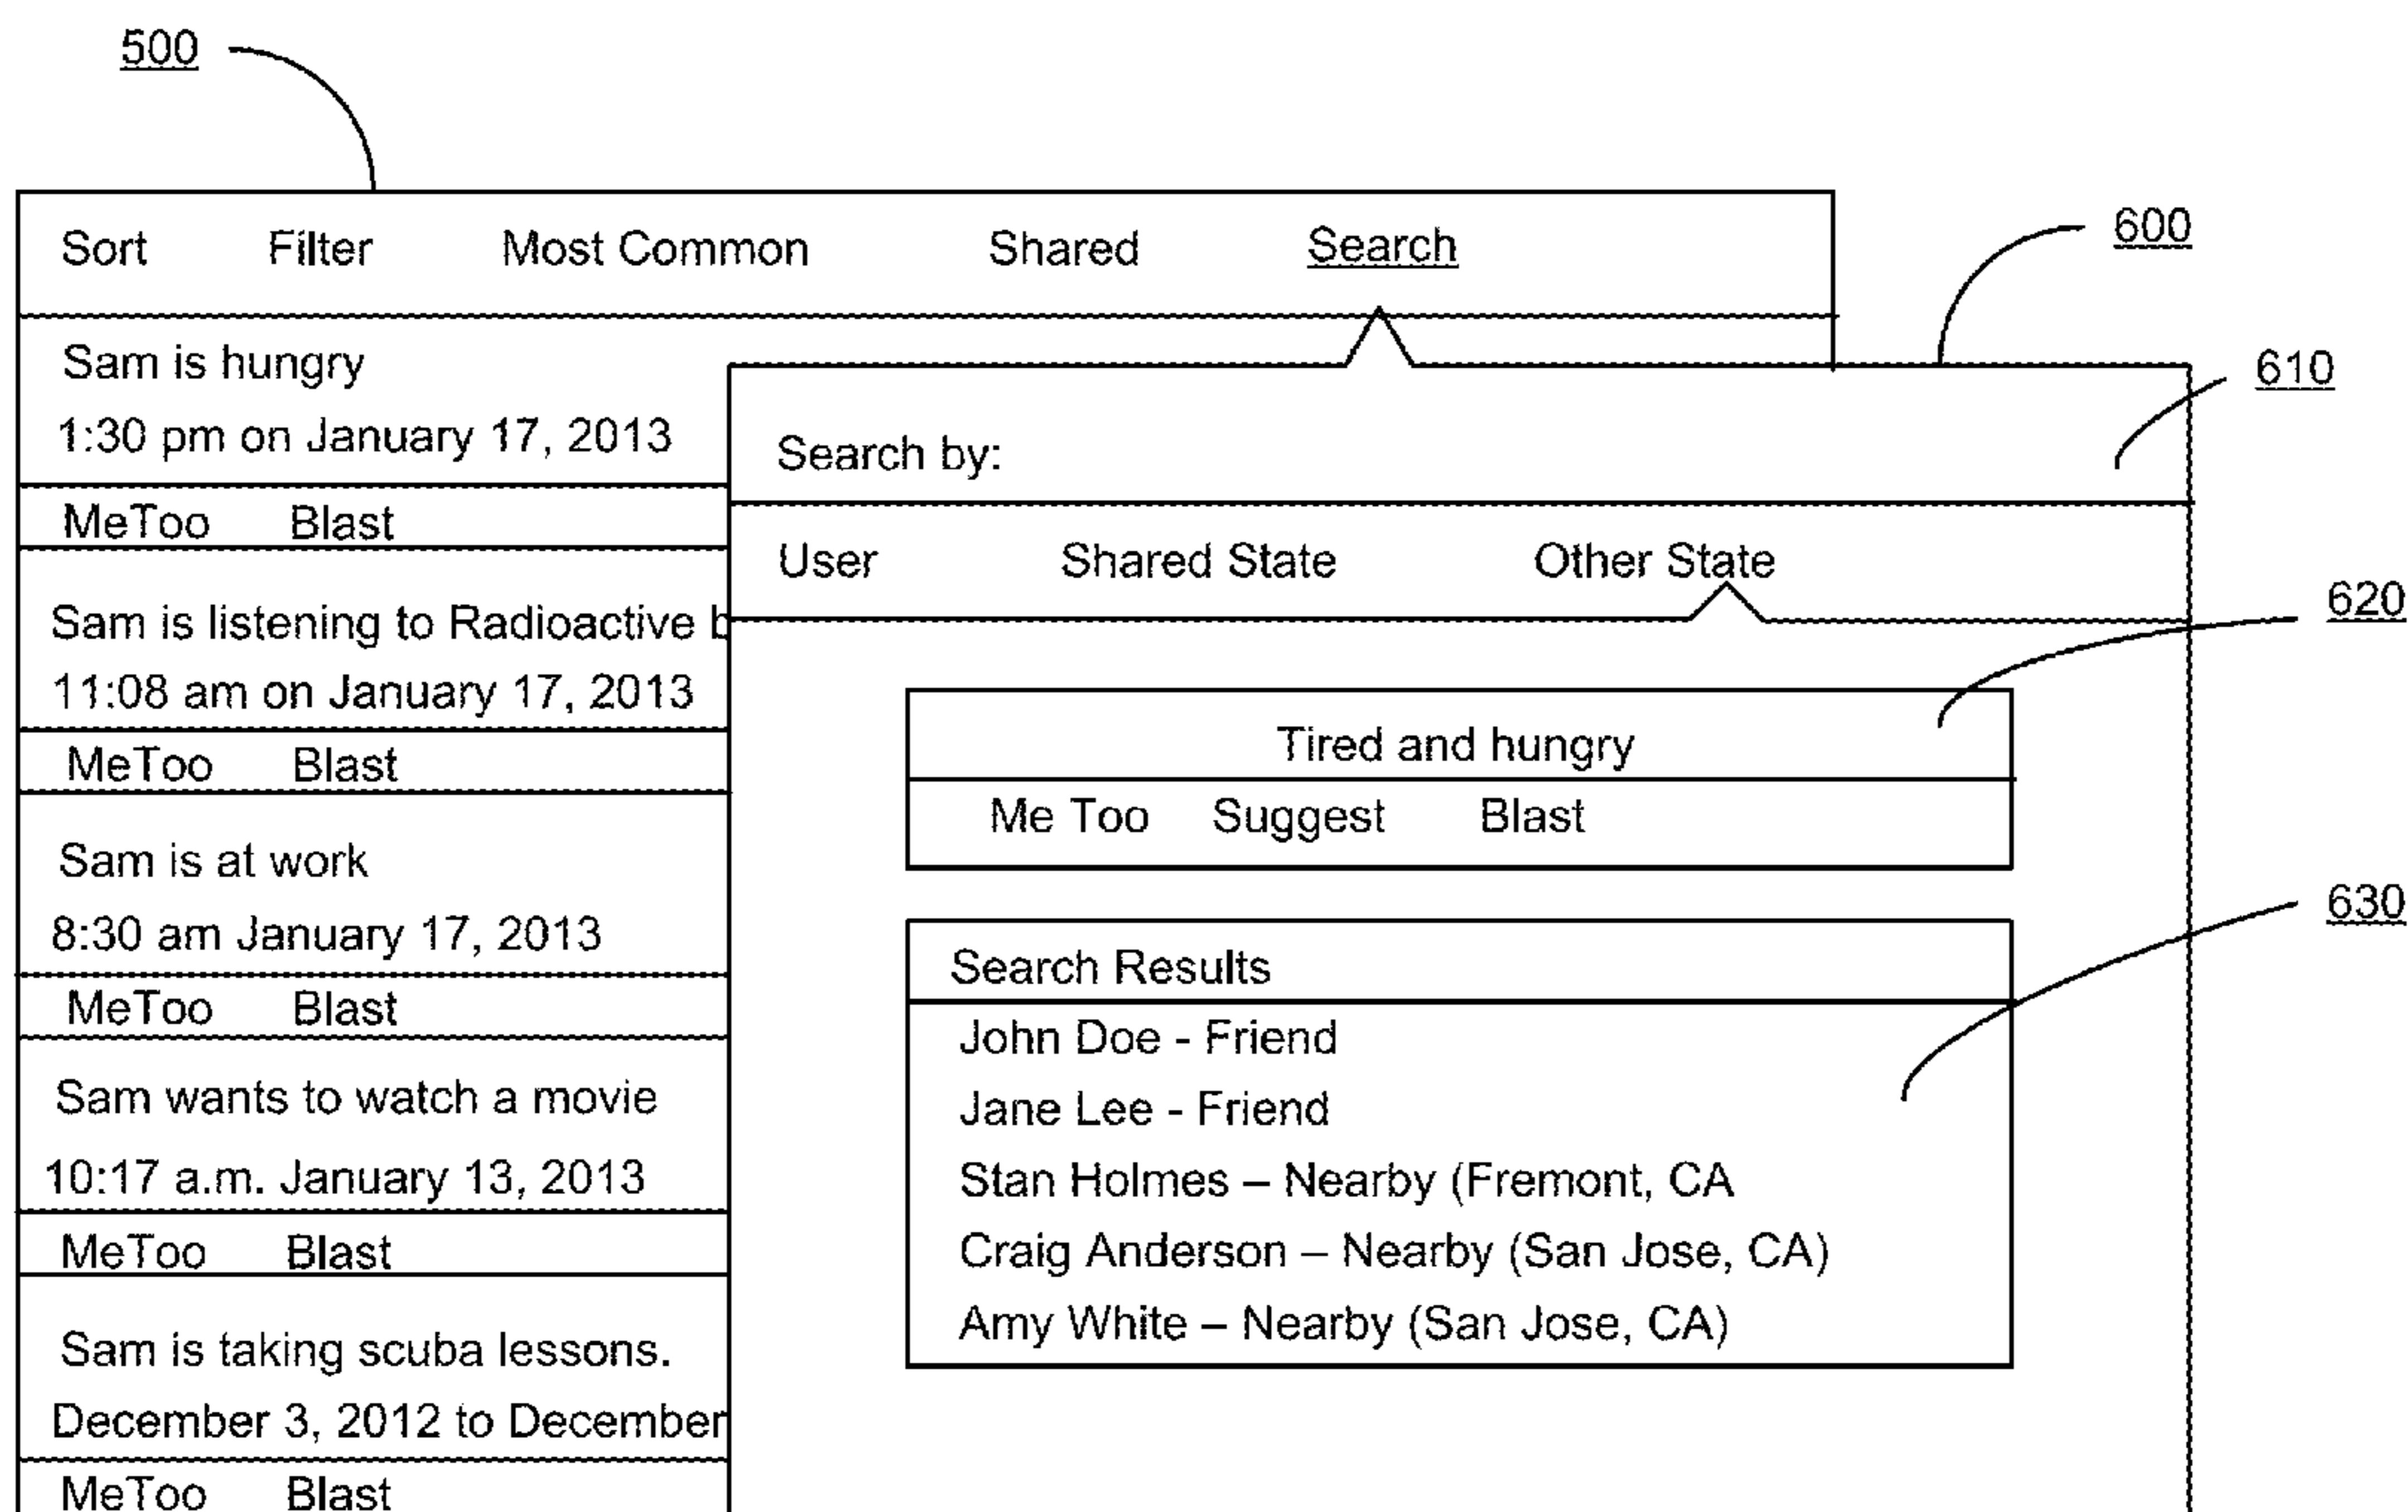 500
Sort Filter Most Common Shared Search
600
Sam is hungry
1:30 pm on January 17, 2013
MeToo Blast
Sam is listening to Radioactive b
11:08 am on January 17, 2013
MeToo Blast
Sam is at work
8:30 am January 17, 2013
MeToo Blast
Sam wants to watch a movie
10:17 a.m. January 13, 2013
MeToo Blast
Sam is taking scuba lessons.
December 3, 2012 to December
MeToo Blast
610
Search by:
User Shared State Other State
620
Tired and hungry
Me Too Suggest Blast
630
Search Results
John Doe - Friend
Jane Lee - Friend
Stan Holmes – Nearby (Fremont, CA
Craig Anderson – Nearby (San Jose, CA)
Amy White – Nearby (San Jose, CA)